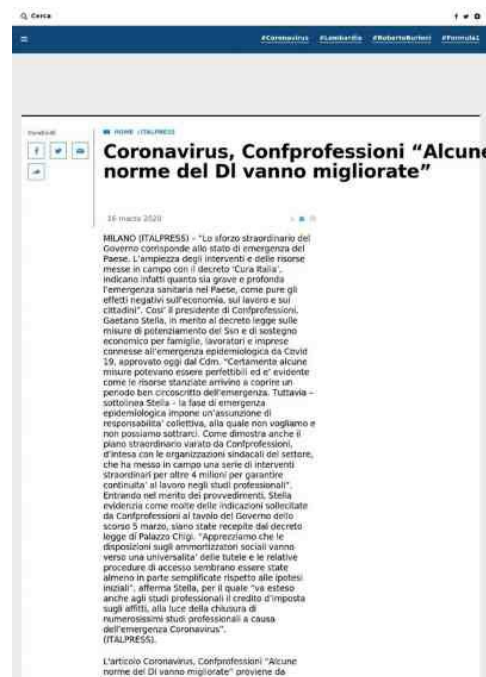 Cerca
#Coronavirus #Lombardia #RobertoBurioni #Formula1
Condividi
HOME ITALPRESS
Coronavirus, Confprofessioni “Alcune
norme del Dl vanno migliorate”
16 marzo 2020
MILANO (ITALPRESS) – “Lo sforzo straordinario del
Governo corrisponde allo stato di emergenza del
Paese. L'ampiezza degli interventi e delle risorse
messe in campo con il decreto ‘Cura Italia’,
indicano infatti quanto sia grave e profonda
l'emergenza sanitaria nel Paese, come pure gli
effetti negativi sull'economia, sul lavoro e sui
cittadini”. Cosi' il presidente di Confprofessioni,
Gaetano Stella, in merito al decreto legge sulle
misure di potenziamento del Ssn e di sostegno
economico per famiglie, lavoratori e imprese
connesse all'emergenza epidemiologica da Covid
19, approvato oggi dal Cdm. “Certamente alcune
misure potevano essere perfettibili ed e' evidente
come le risorse stanziate arrivino a coprire un
periodo ben circoscritto dell'emergenza. Tuttavia –
sottolinea Stella – la fase di emergenza
epidemiologica impone un'assunzione di
responsabilita' collettiva, alla quale non vogliamo e
non possiamo sottrarci. Come dimostra anche il
piano straordinario varato da Confprofessioni,
d'intesa con le organizzazioni sindacali del settore,
che ha messo in campo una serie di interventi
straordinari per oltre 4 milioni per garantire
continuita' al lavoro negli studi professionali”.
Entrando nel merito dei provvedimenti, Stella
evidenzia come molte delle indicazioni sollecitate
da Confprofessioni al tavolo del Governo dello
scorso 5 marzo, siano state recepite dal decreto
legge di Palazzo Chigi. “Apprezziamo che le
disposizioni sugli ammortizzatori sociali vanno
verso una universalita' delle tutele e le relative
procedure di accesso sembrano essere state
almeno in parte semplificate rispetto alle ipotesi
iniziali”, afferma Stella, per il quale “va esteso
anche agli studi professionali il credito d'imposta
sugli affitti, alla luce della chiusura di
numerosissimi studi professionali a causa
dell'emergenza Coronavirus”.
(ITALPRESS).
L'articolo Coronavirus, Confprofessioni “Alcune
norme del Dl vanno migliorate” proviene da